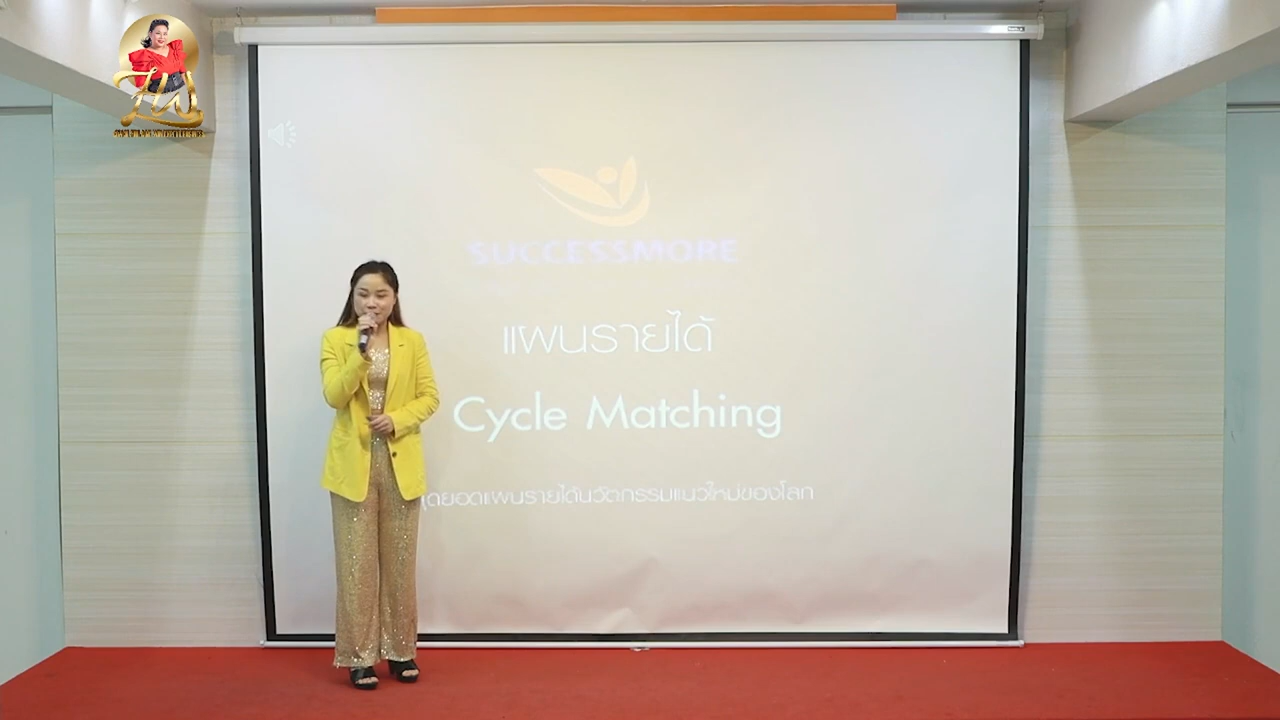 SUCCESSMORE
แผนรายได้
Cycle Matching
ดยอดแผนรายได้นวัตกรรมแนวใหม่ของโลก